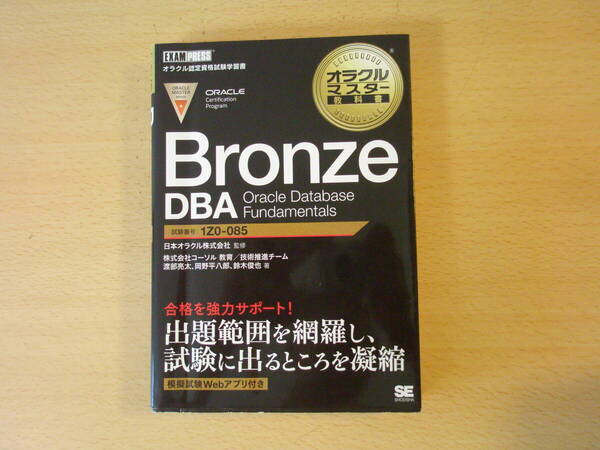 EXAMPRESS®
オラクル認定資格試験学習書
ORACLE MASTER
ORACLE
Certification
Program
オラクル
マスター
教科書
®
Bronze
DBA
Oracle Database
Fundamentals
試験番号 1Z0-085
日本オラクル株式会社 監修
株式会社コーソル 教育/技術推進チーム
渡部亮太、岡野平八郎、鈴木俊也 著
合格を強力サポート!
出題範囲を網羅し、
試験に出るところを凝縮
模擬試験Webアプリ付き
SE
SHOEISHA